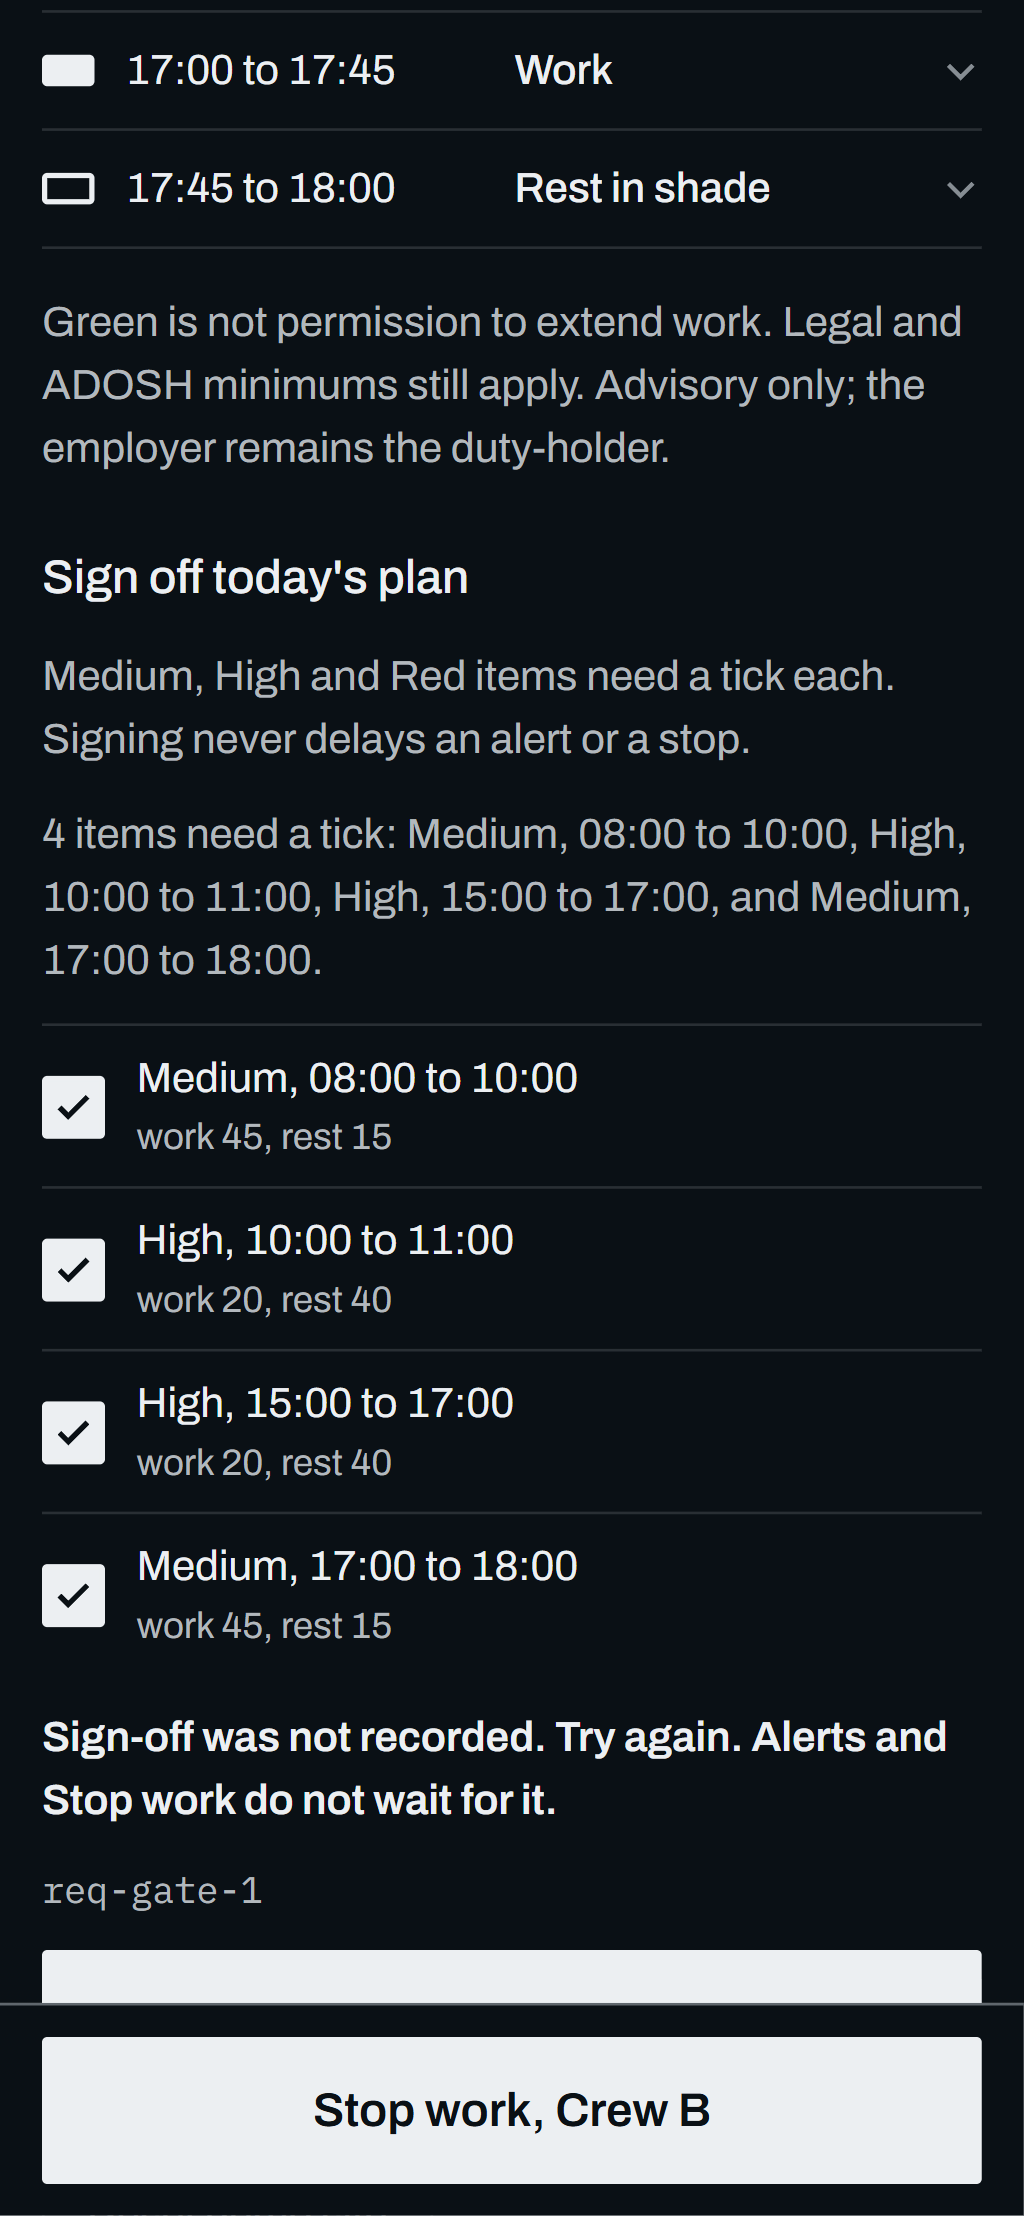 17:00 to 17:45 Work
17:45 to 18:00 Rest in shade
Green is not permission to extend work. Legal and
ADOSH minimums still apply. Advisory only; the
employer remains the duty-holder.
Sign off today's plan
Medium, High and Red items need a tick each.
Signing never delays an alert or a stop.
4 items need a tick: Medium, 08:00 to 10:00, High,
10:00 to 11:00, High, 15:00 to 17:00, and Medium,
17:00 to 18:00.
Medium, 08:00 to 10:00
work 45, rest 15
High, 10:00 to 11:00
work 20, rest 40
High, 15:00 to 17:00
work 20, rest 40
Medium, 17:00 to 18:00
work 45, rest 15
Sign-off was not recorded. Try again. Alerts and
Stop work do not wait for it.
req-gate-1
Stop work, Crew B